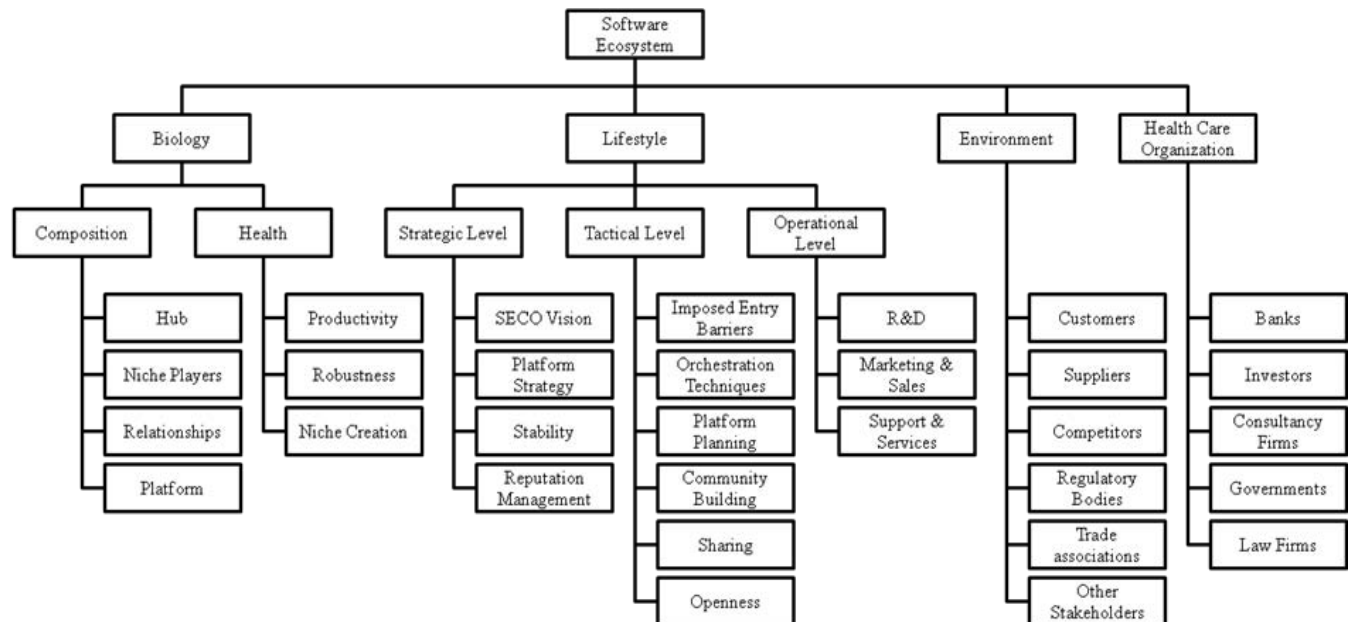 Software
Ecosystem
Biology
Lifestyle
Environment
Health Care
Organization
Composition
Health
Strategic Level
Tactical Level
Operational
Level
Hub
Niche Players
Relationships
Platform
Productivity
Robustness
Niche Creation
SECO Vision
Platform
Strategy
Stability
Reputation
Management
Imposed Entry
Barriers
Orchestration
Techniques
Platform
Planning
Community
Building
Sharing
Openness
R&D
Marketing &
Sales
Support &
Services
Customers
Suppliers
Competitors
Regulatory
Bodies
Trade
associations
Other
Stakeholders
Banks
Investors
Consultancy
Firms
Governments
Law Firms